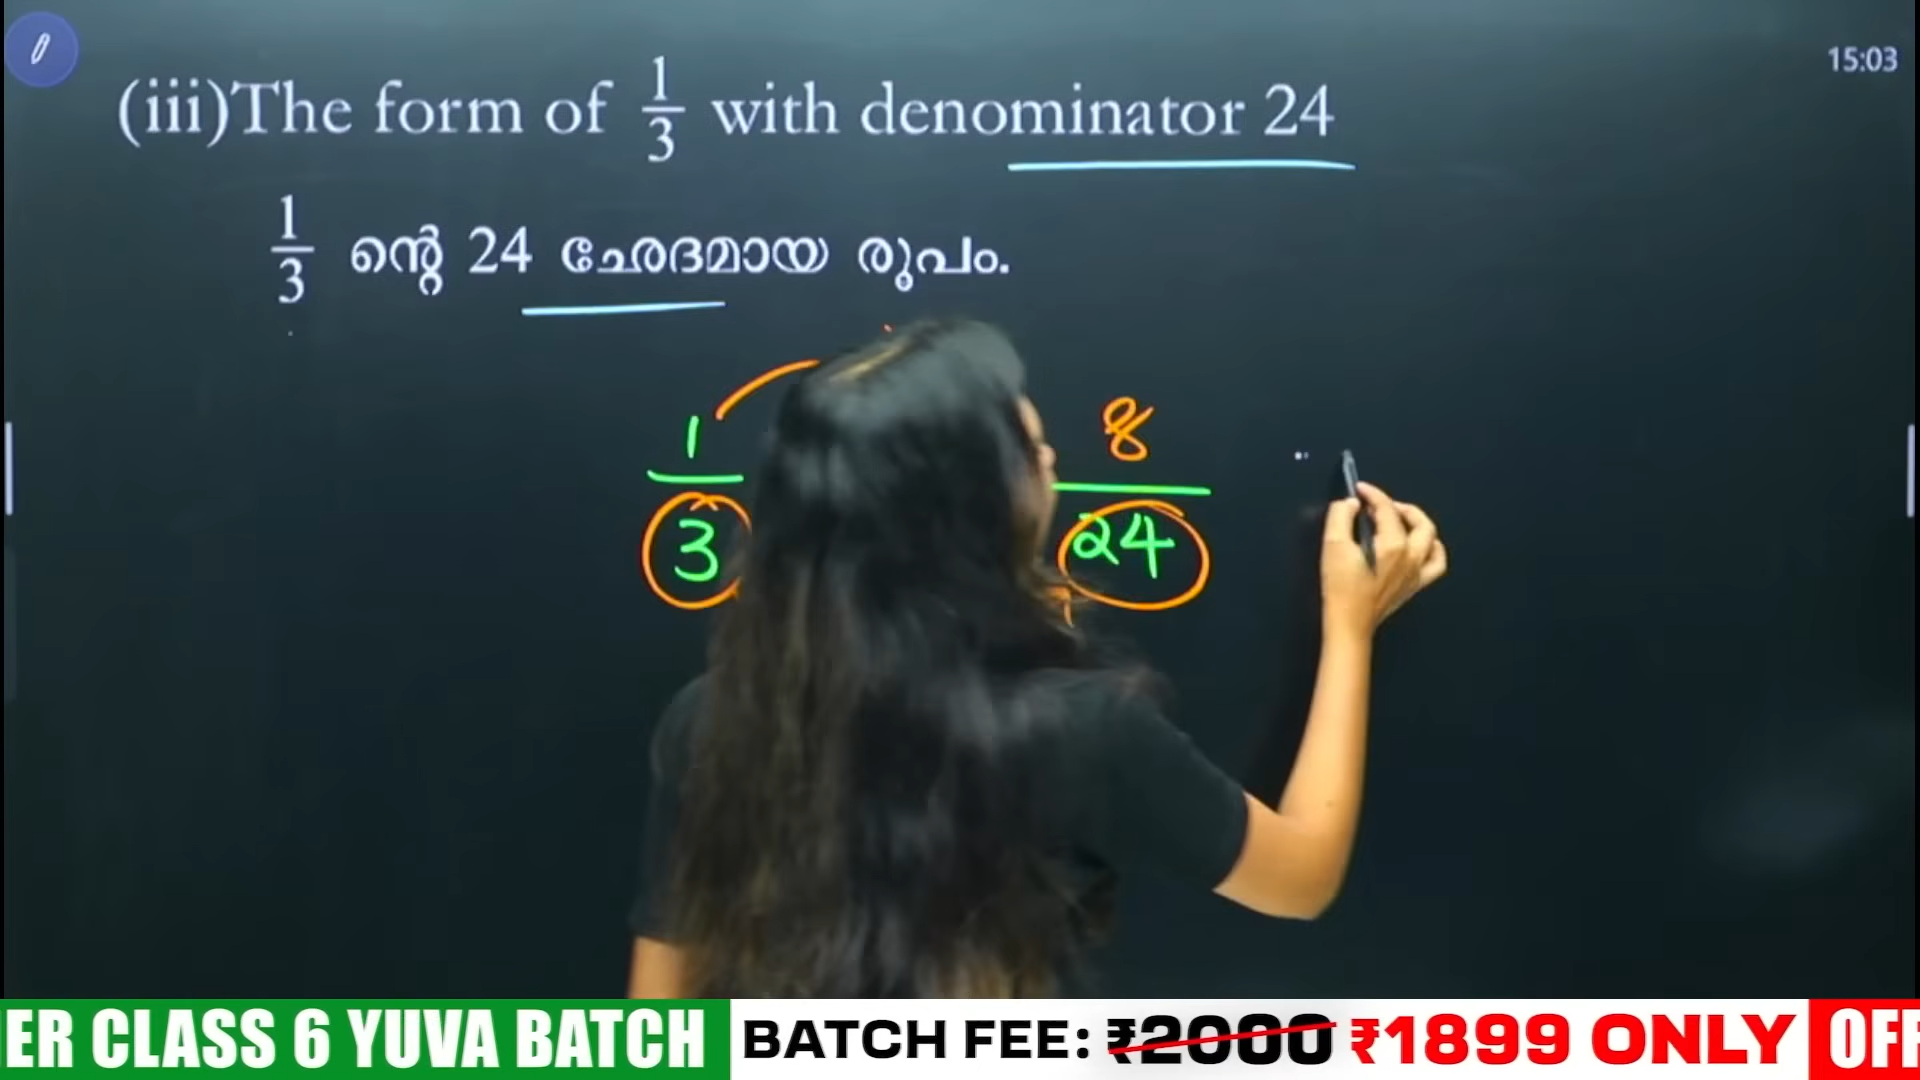 15:03
(iii)The form of 1/3 with denominator 24
1/3 ന്റെ 24 ഛേദമായ രൂപം.
1/3 8/24
IER CLASS 6 YUVA BATCH BATCH FEE: ₹2000 ₹1899 ONLY OFF